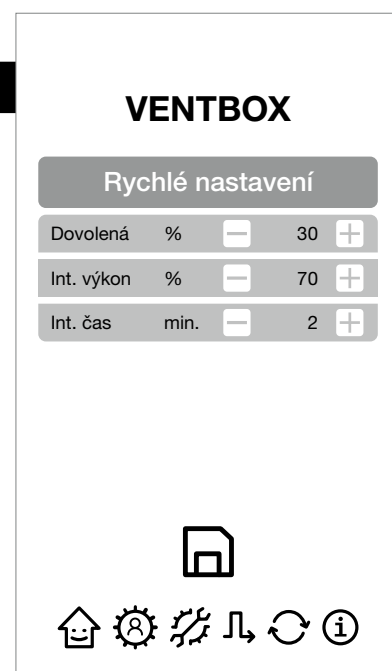 VENTBOX
Rychlé nastavení
Dovolená % 30
Int. výkon % 70
Int. čas min. 2